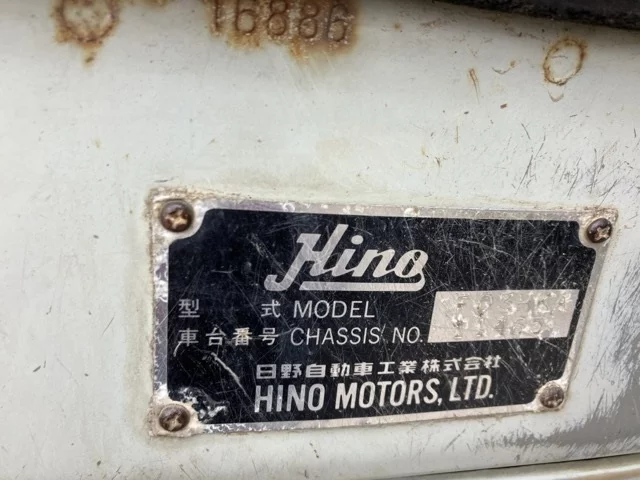 16886
Hino
型 式 MODEL
車台番号 CHASSIS NO.
日野自動車工業株式会社
HINO MOTORS, LTD.